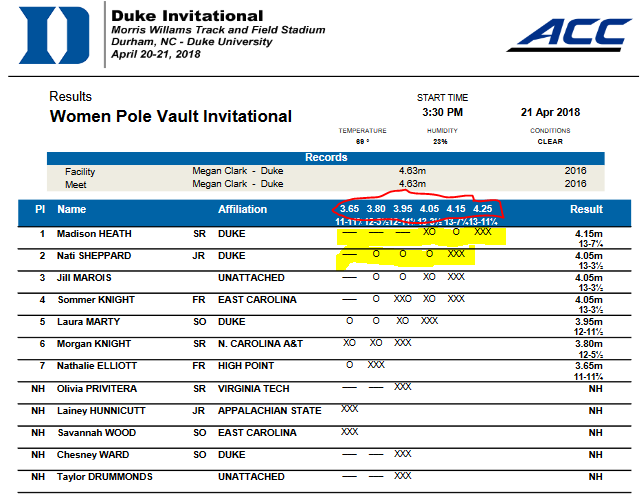 Duke Invitational
Morris Willams Track and Field Stadium
Durham, NC - Duke University
April 20-21, 2018
ACC
Results
Women Pole Vault Invitational
START TIME
3:30 PM 21 Apr 2018
TEMPERATURE HUMIDITY CONDITIONS
69 ° 23% CLEAR
Records
Facility Megan Clark - Duke 4.63m 2016
Meet Megan Clark - Duke 4.63m 2016
Pl Name Affiliation 3.65 3.80 3.95 4.05 4.15 4.25 Result
12-5½ 13-3½ 13-7¼ 13-11¼
1 Madison HEATH SR DUKE — — — XO O XXX 4.15m
13-7¼
2 Nati SHEPPARD JR DUKE — O O O XXX 4.05m
13-3½
3 Jill MAROIS UNATTACHED — O O XO XXX 4.05m
13-3½
4 Sommer KNIGHT FR EAST CAROLINA — O XXO XO XXX 4.05m
13-3½
5 Laura MARTY SO DUKE O O XO XXX 3.95m
12-11½
6 Morgan KNIGHT SR N. CAROLINA A&T XO XO XXX 3.80m
12-5½
7 Nathalie ELLIOTT FR HIGH POINT O XXX 3.65m
11-11¾
NH Olivia PRIVITERA SR VIRGINIA TECH — — XXX NH
NH Lainey HUNNICUTT JR APPALACHIAN STATE XXX NH
NH Savannah WOOD SO EAST CAROLINA XXX NH
NH Chesney WARD SO DUKE — — XXX NH
NH Taylor DRUMMONDS UNATTACHED — — XXX NH